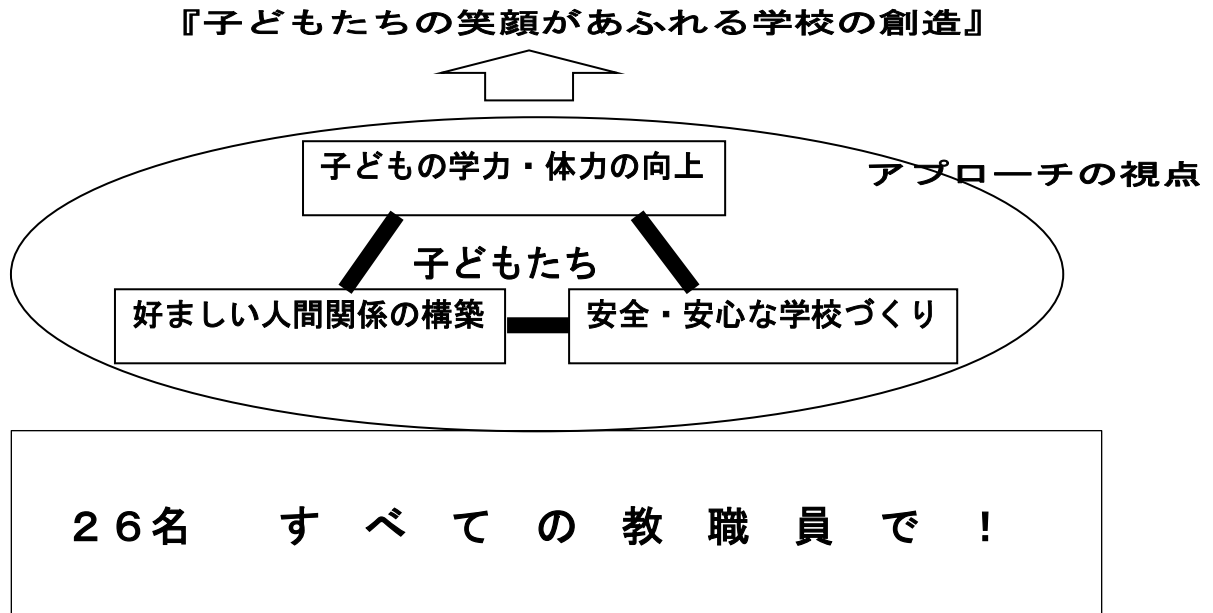 『子どもたちの笑顔があふれる学校の創造』
子どもの学力・体力の向上
アプローチの視点
子どもたち
好ましい人間関係の構築
安全・安心な学校づくり
２６名　すべての教職員で！